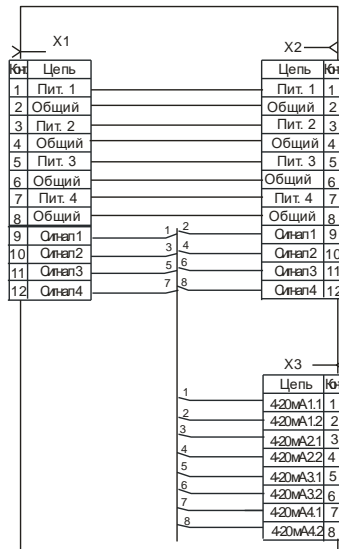 X1
Кон Цепь
1 Пит. 1
2 Общий
3 Пит. 2
4 Общий
5 Пит. 3
6 Общий
7 Пит. 4
8 Общий
9 Сигнал1
10 Сигнал2
11 Сигнал3
12 Сигнал4
X2
Цепь Кон
Пит. 1 1
Общий 2
Пит. 2 3
Общий 4
Пит. 3 5
Общий 6
Пит. 4 7
Общий 8
Сигнал1 9
Сигнал2 10
Сигнал3 11
Сигнал4 12
1 2
3 4
5 6
7 8
X3
Цепь Кон
1 4-20мА1.1 1
2 4-20мА1.2 2
3 4-20мА2.1 3
4 4-20мА2.2 4
5 4-20мА3.1 5
6 4-20мА3.2 6
7 4-20мА4.1 7
8 4-20мА4.2 8